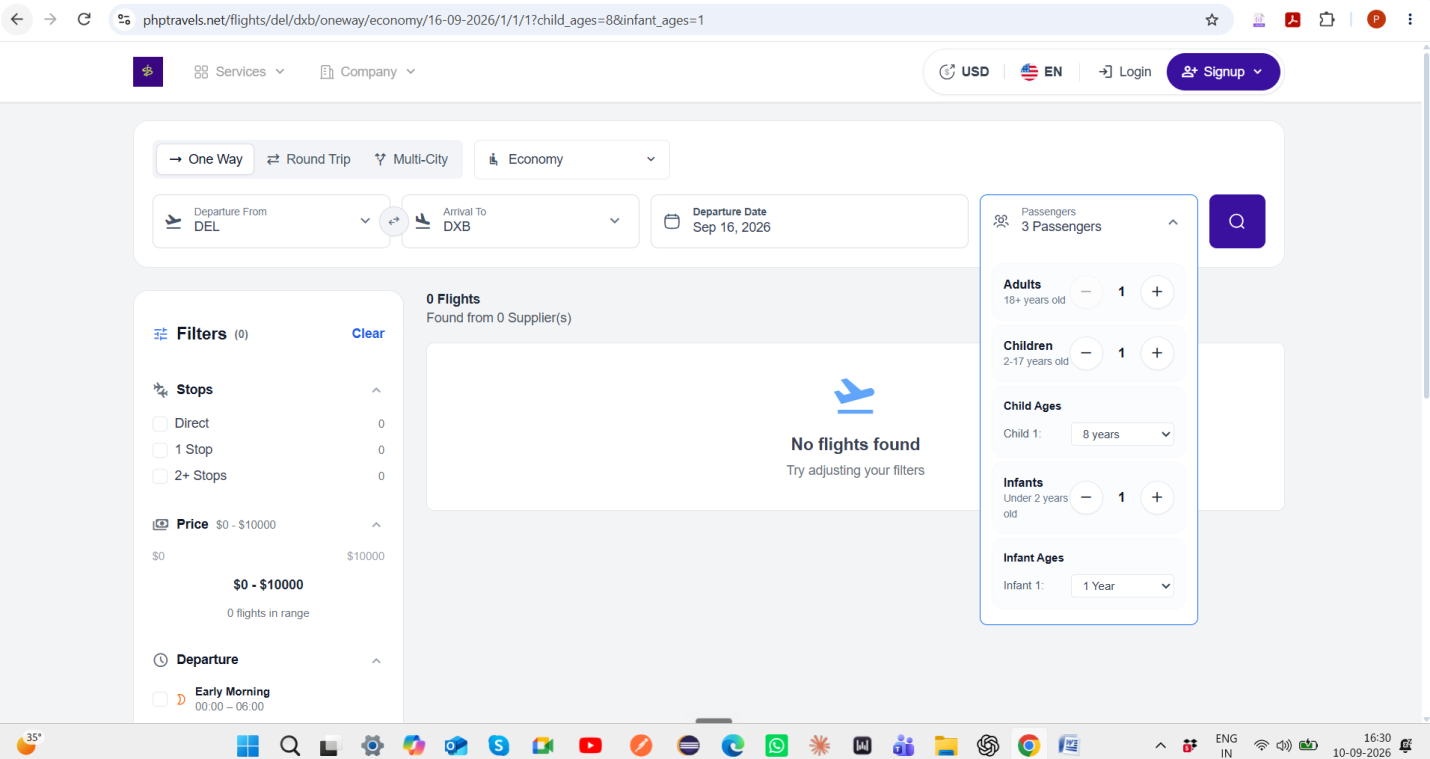 phptravels.net/flights/del/dxb/oneway/economy/16-09-2026/1/1/1?child_ages=8&infant_ages=1
P
Services
Company
USD
EN
Login
Signup
One Way
Round Trip
Multi-City
Economy
Departure From
DEL
Arrival To
DXB
Departure Date
Sep 16, 2026
Passengers
3 Passengers
Adults
18+ years old
1
Children
2-17 years old
1
Child Ages
Child 1:
8 years
Infants
Under 2 years
old
1
Infant Ages
Infant 1:
1 Year
Filters (0)
Clear
Stops
Direct
0
1 Stop
0
2+ Stops
0
Price $0 - $10000
$0
$10000
$0 - $10000
0 flights in range
Departure
Early Morning
00:00 – 06:00
0 Flights
Found from 0 Supplier(s)
No flights found
Try adjusting your filters
35°
ENG
IN
16:30
10-09-2026